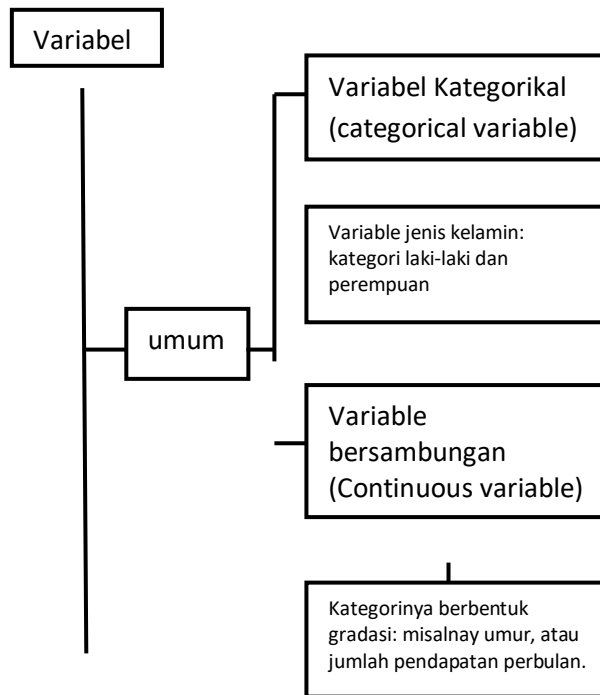 Variabel
Variabel Kategorikal
(categorical variable)
Variable jenis kelamin:
kategori laki-laki dan
perempuan
umum
Variable
bersambungan
(Continuous variable)
Kategorinya berbentuk
gradasi: misalnay umur, atau
jumlah pendapatan perbulan.